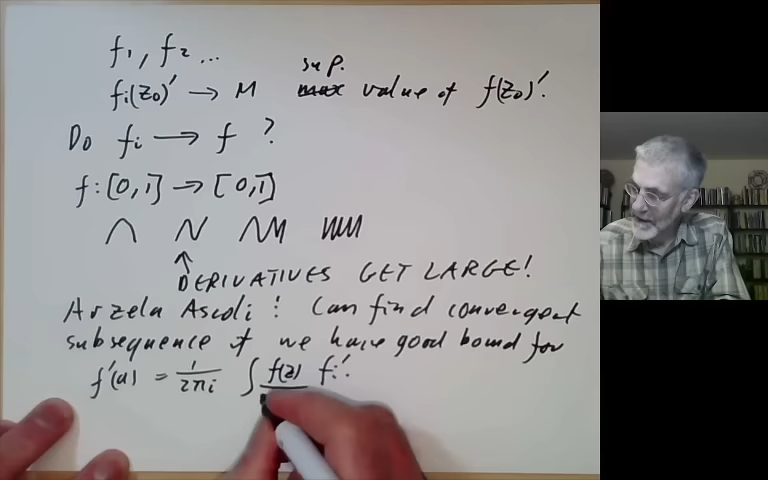 f1, f2 ...
sup.
fi(z0)' → M max value of f(z0)'.
Do fi → f ?
f: [0,1] → [0,1]
DERIVATIVES GET LARGE!
Arzela Ascoli: Can find convergent
subsequence if we have good bound for
fi'.
f'(a) = 1/2πi ∫ f(z)